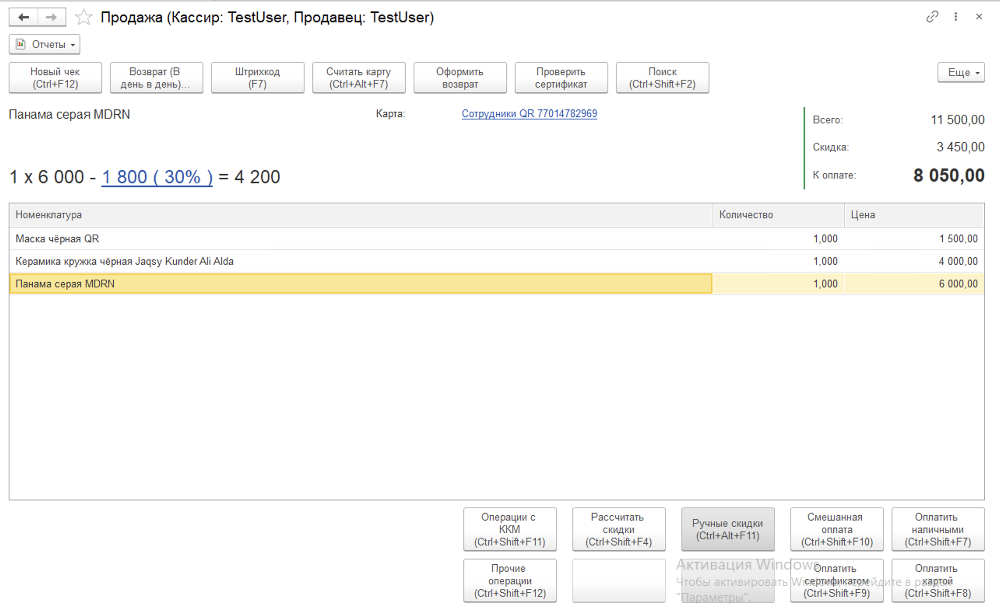 Продажа (Кассир: TestUser, Продавец: TestUser)
Отчеты
Новый чек
(Ctrl+F12)
Возврат (В
день в день)...
Штрихкод
(F7)
Считать карту
(Ctrl+Alt+F7)
Оформить
возврат
Проверить
сертификат
Поиск
(Ctrl+Shift+F2)
Еще
Панама серая MDRN
Карта: Сотрудники QR 77014782969
Всего: 11 500,00
Скидка: 3 450,00
К оплате: 8 050,00
1 x 6 000 - 1 800 ( 30% ) = 4 200
Номенклатура Количество Цена
Маска чёрная QR 1,000 1 500,00
Керамика кружка чёрная Jaqsy Kunder Ali Alda 1,000 4 000,00
Панама серая MDRN 1,000 6 000,00
Операции с
ККМ
(Ctrl+Shift+F11)
Рассчитать
скидки
(Ctrl+Shift+F4)
Ручные скидки
(Ctrl+Alt+F11)
Смешанная
оплата
(Ctrl+Shift+F10)
Оплатить
наличными
(Ctrl+Shift+F7)
Прочие
операции
(Ctrl+Shift+F12)
Оплатить
сертификатом
(Ctrl+Shift+F9)
Оплатить
картой
(Ctrl+Shift+F8)
Активация Windows
Чтобы активировать Windows, перейдите в раздел
"Параметры".